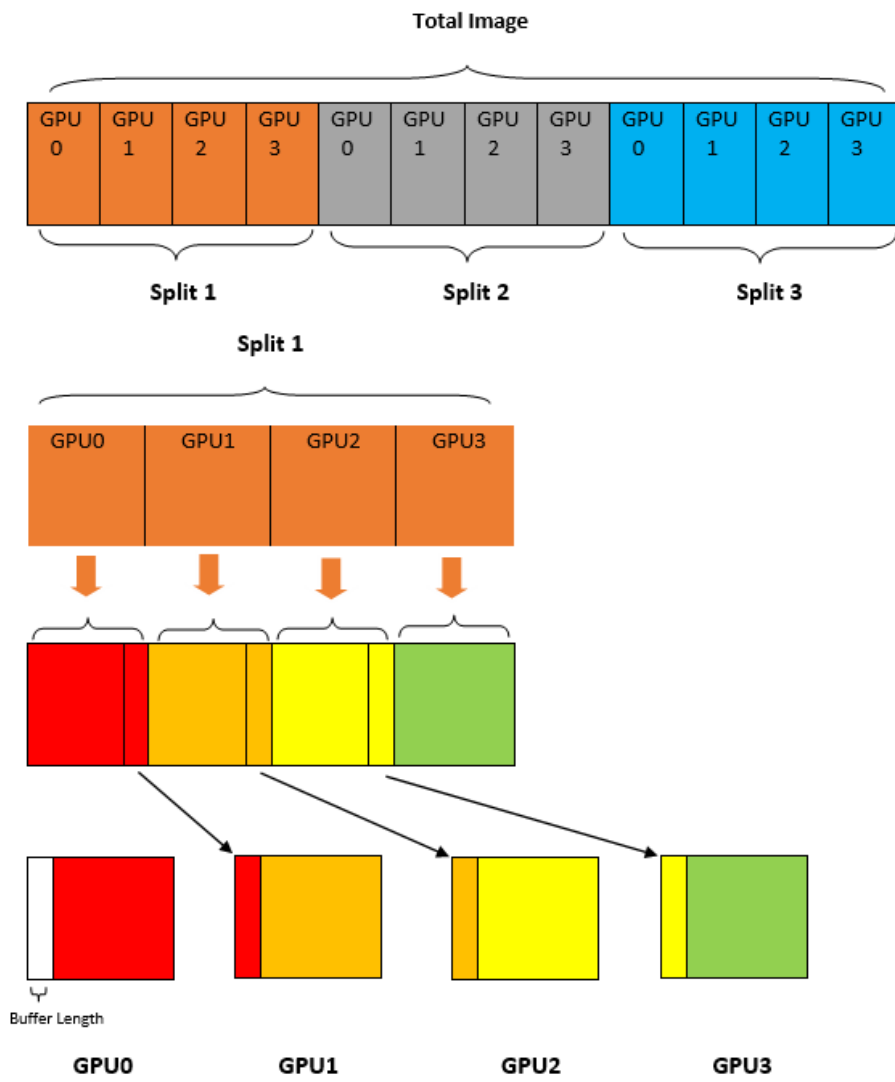 Total Image
GPU GPU GPU GPU GPU GPU GPU GPU GPU GPU GPU GPU
0 1 2 3 0 1 2 3 0 1 2 3
Split 1 Split 2 Split 3
Split 1
GPU0 GPU1 GPU2 GPU3
Buffer Length
GPU0 GPU1 GPU2 GPU3